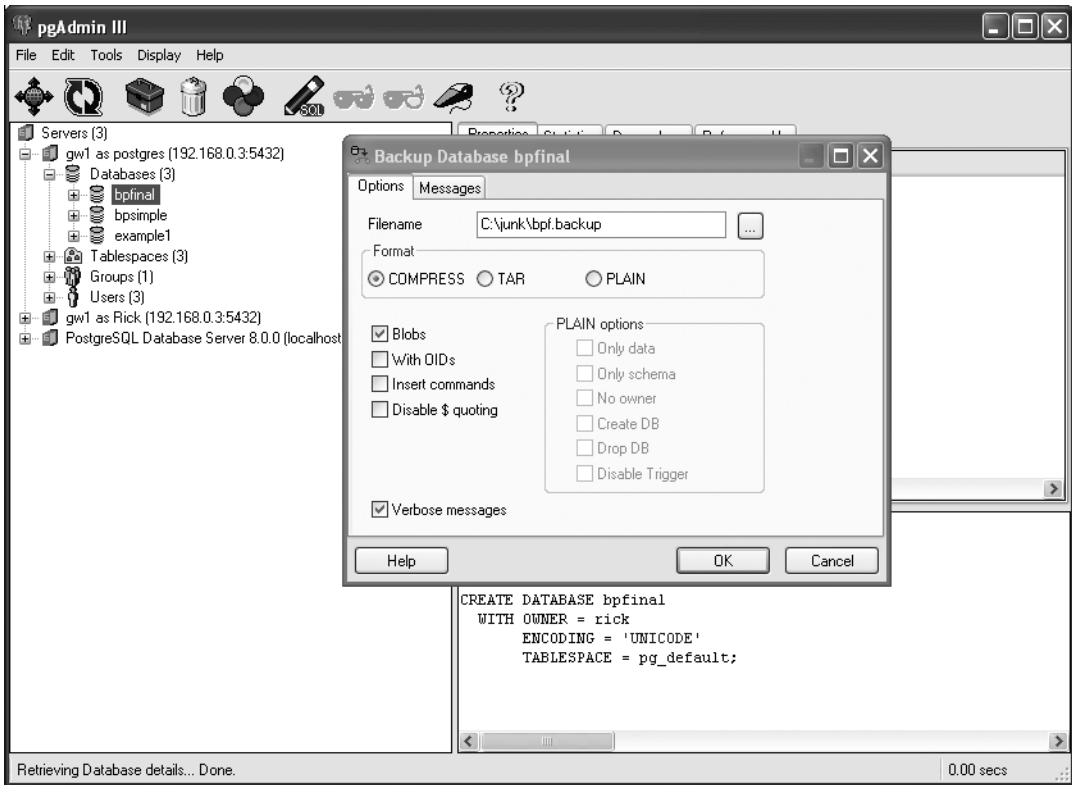 pgAdmin III
File Edit Tools Display Help
SQL
Servers (3)
gw1 as postgres (192.168.0.3:5432)
Databases (3)
bpfinal
bpsimple
example1
Tablespaces (3)
Groups (1)
Users (3)
gw1 as Rick (192.168.0.3:5432)
PostgreSQL Database Server 8.0.0 (localhost
Properties
Backup Database bpfinal
Options Messages
Filename C:\junk\bpf.backup ...
Format
COMPRESS TAR PLAIN
Blobs
With OIDs
Insert commands
Disable $ quoting
PLAIN options
Only data
Only schema
No owner
Create DB
Drop DB
Disable Trigger
Verbose messages
Help OK Cancel
CREATE DATABASE bpfinal
WITH OWNER = rick
ENCODING = 'UNICODE'
TABLESPACE = pg_default;
Retrieving Database details... Done. 0.00 secs